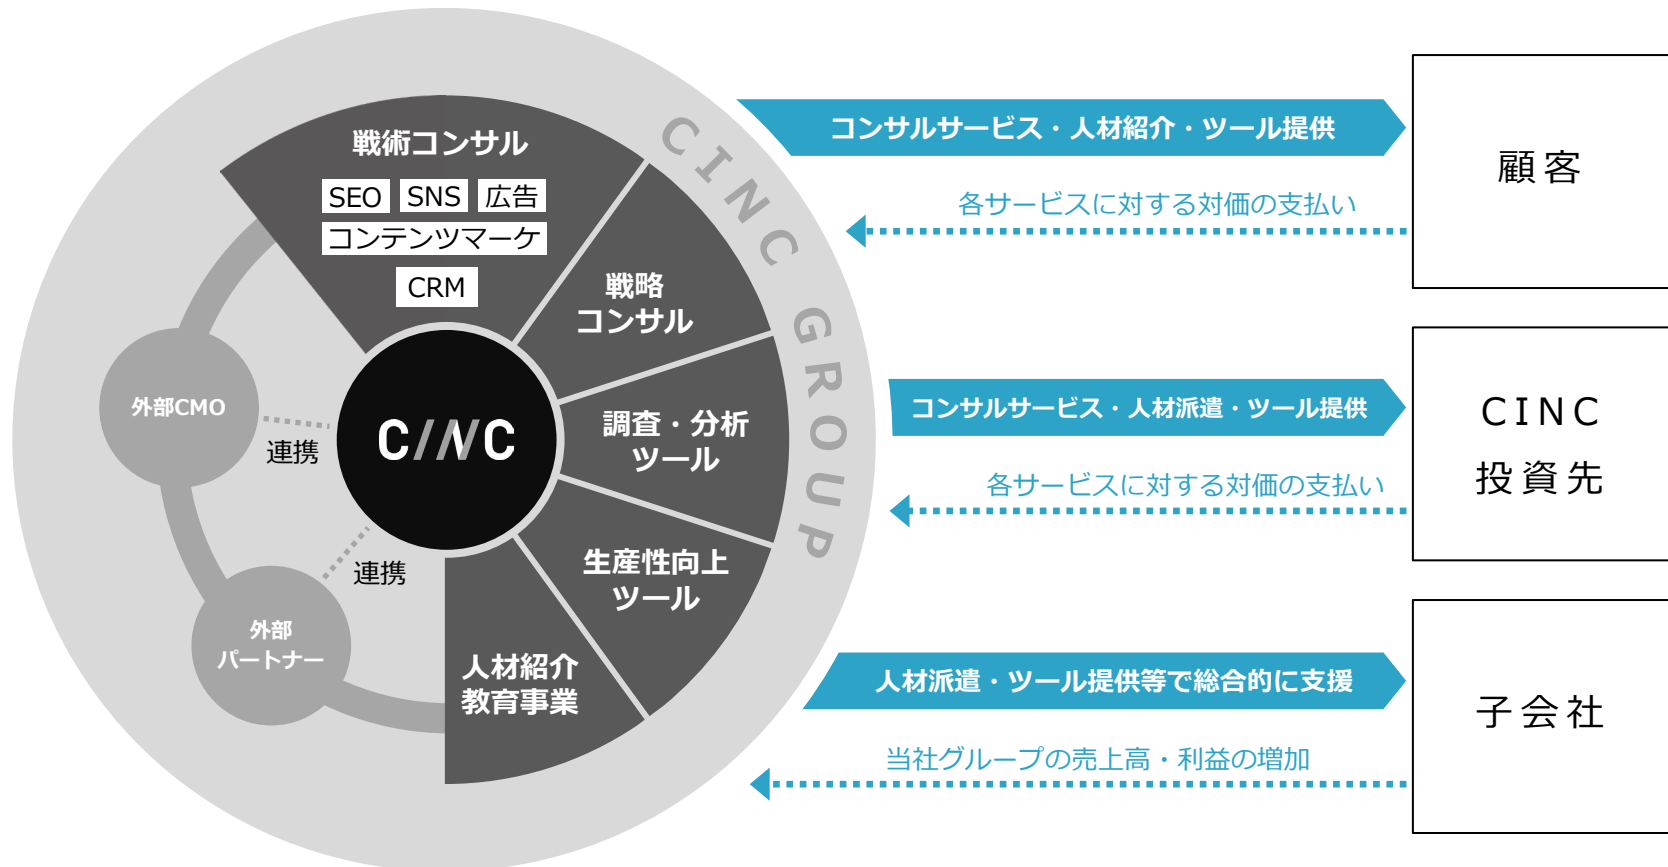 戦術コンサル
SEO SNS 広告
コンテンツマーケ
CRM
戦略
コンサル
調査・分析
ツール
生産性向上
ツール
人材紹介
教育事業
CINC GROUP
CINC
外部CMO
連携
外部
パートナー
連携
コンサルサービス・人材紹介・ツール提供
各サービスに対する対価の支払い
顧客
コンサルサービス・人材派遣・ツール提供
各サービスに対する対価の支払い
CINC
投資先
人材派遣・ツール提供等で総合的に支援
当社グループの売上高・利益の増加
子会社